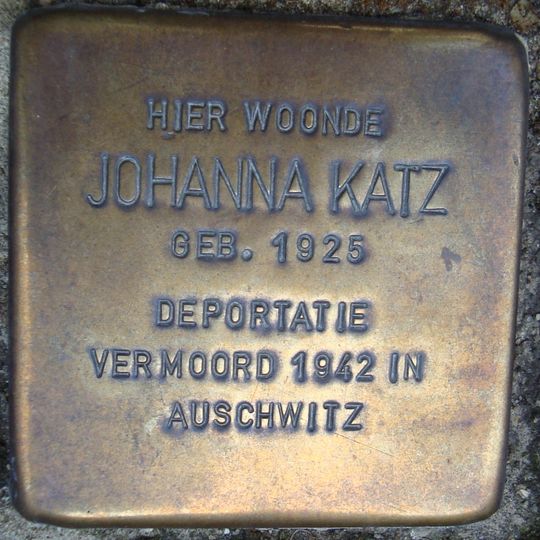 HIER WOONDE
JOHANNA KATZ
GEB. 1925
DEPORTATIE
VERMOORD 1942 IN
AUSCHWITZ